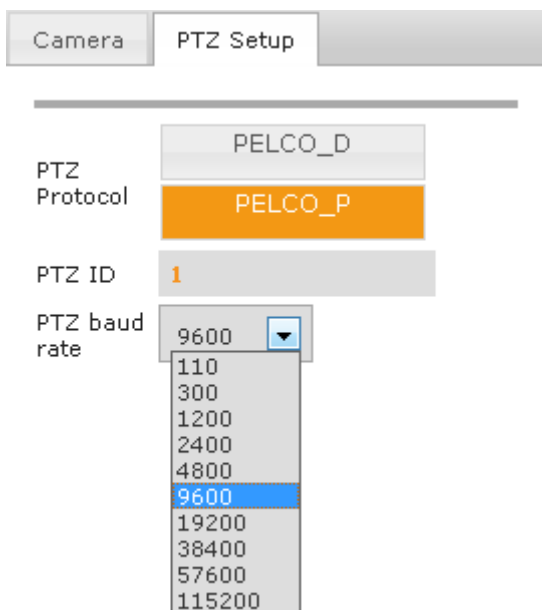 Camera
PTZ Setup
PTZ
Protocol
PELCO_D
PELCO_P
PTZ ID
1
PTZ baud
rate
9600
110
300
1200
2400
4800
9600
19200
38400
57600
115200